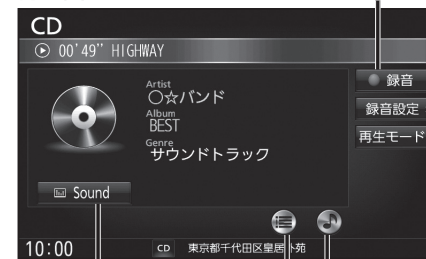 CD
00'49" HIGHWAY
Artist
○☆バンド
Album
BEST
Genre
サウンドトラック
録音
録音設定
再生モード
Sound
10:00 CD 東京都千代田区皇居外苑